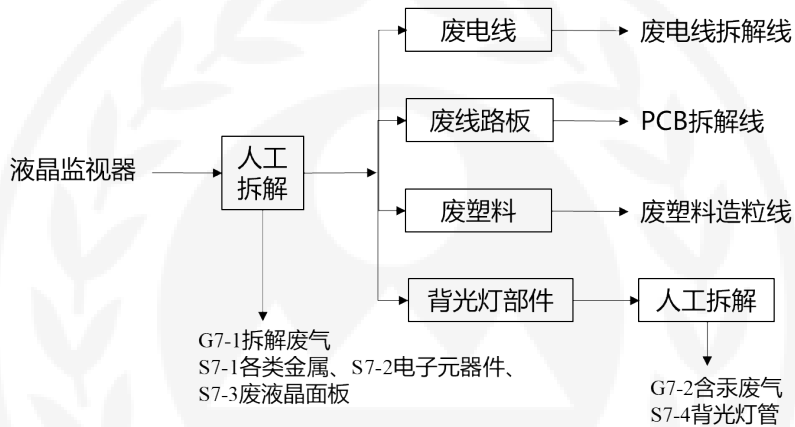 废电线
废电线拆解线
废线路板
PCB拆解线
液晶监视器
人工
拆解
废塑料
废塑料造粒线
背光灯部件
人工拆解
G7-1拆解废气
S7-1各类金属、S7-2电子元器件、
S7-3废液晶面板
G7-2含汞废气
S7-4背光灯管